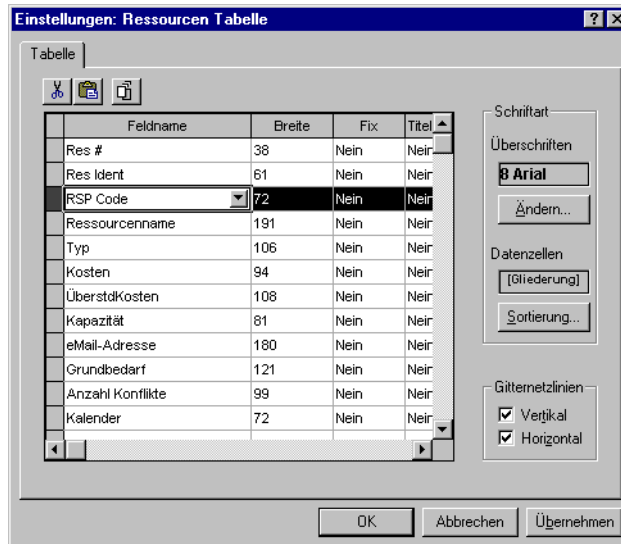 Einstellungen: Ressourcen Tabelle
Tabelle
Feldname Breite Fix Titel
Res # 38 Nein Nein
Res Ident 61 Nein Nein
RSP Code 72 Nein Nein
Ressourcenname 191 Nein Nein
Typ 106 Nein Nein
Kosten 94 Nein Nein
ÜberstdKosten 108 Nein Nein
Kapazität 81 Nein Nein
eMail-Adresse 180 Nein Nein
Grundbedarf 121 Nein Nein
Anzahl Konflikte 99 Nein Nein
Kalender 72 Nein Nein
Schriftart
Überschriften
8 Arial
Ändern...
Datenzellen
[Gliederung]
Sortierung...
Gitternetzlinien
Vertikal
Horizontal
OK Abbrechen Übernehmen